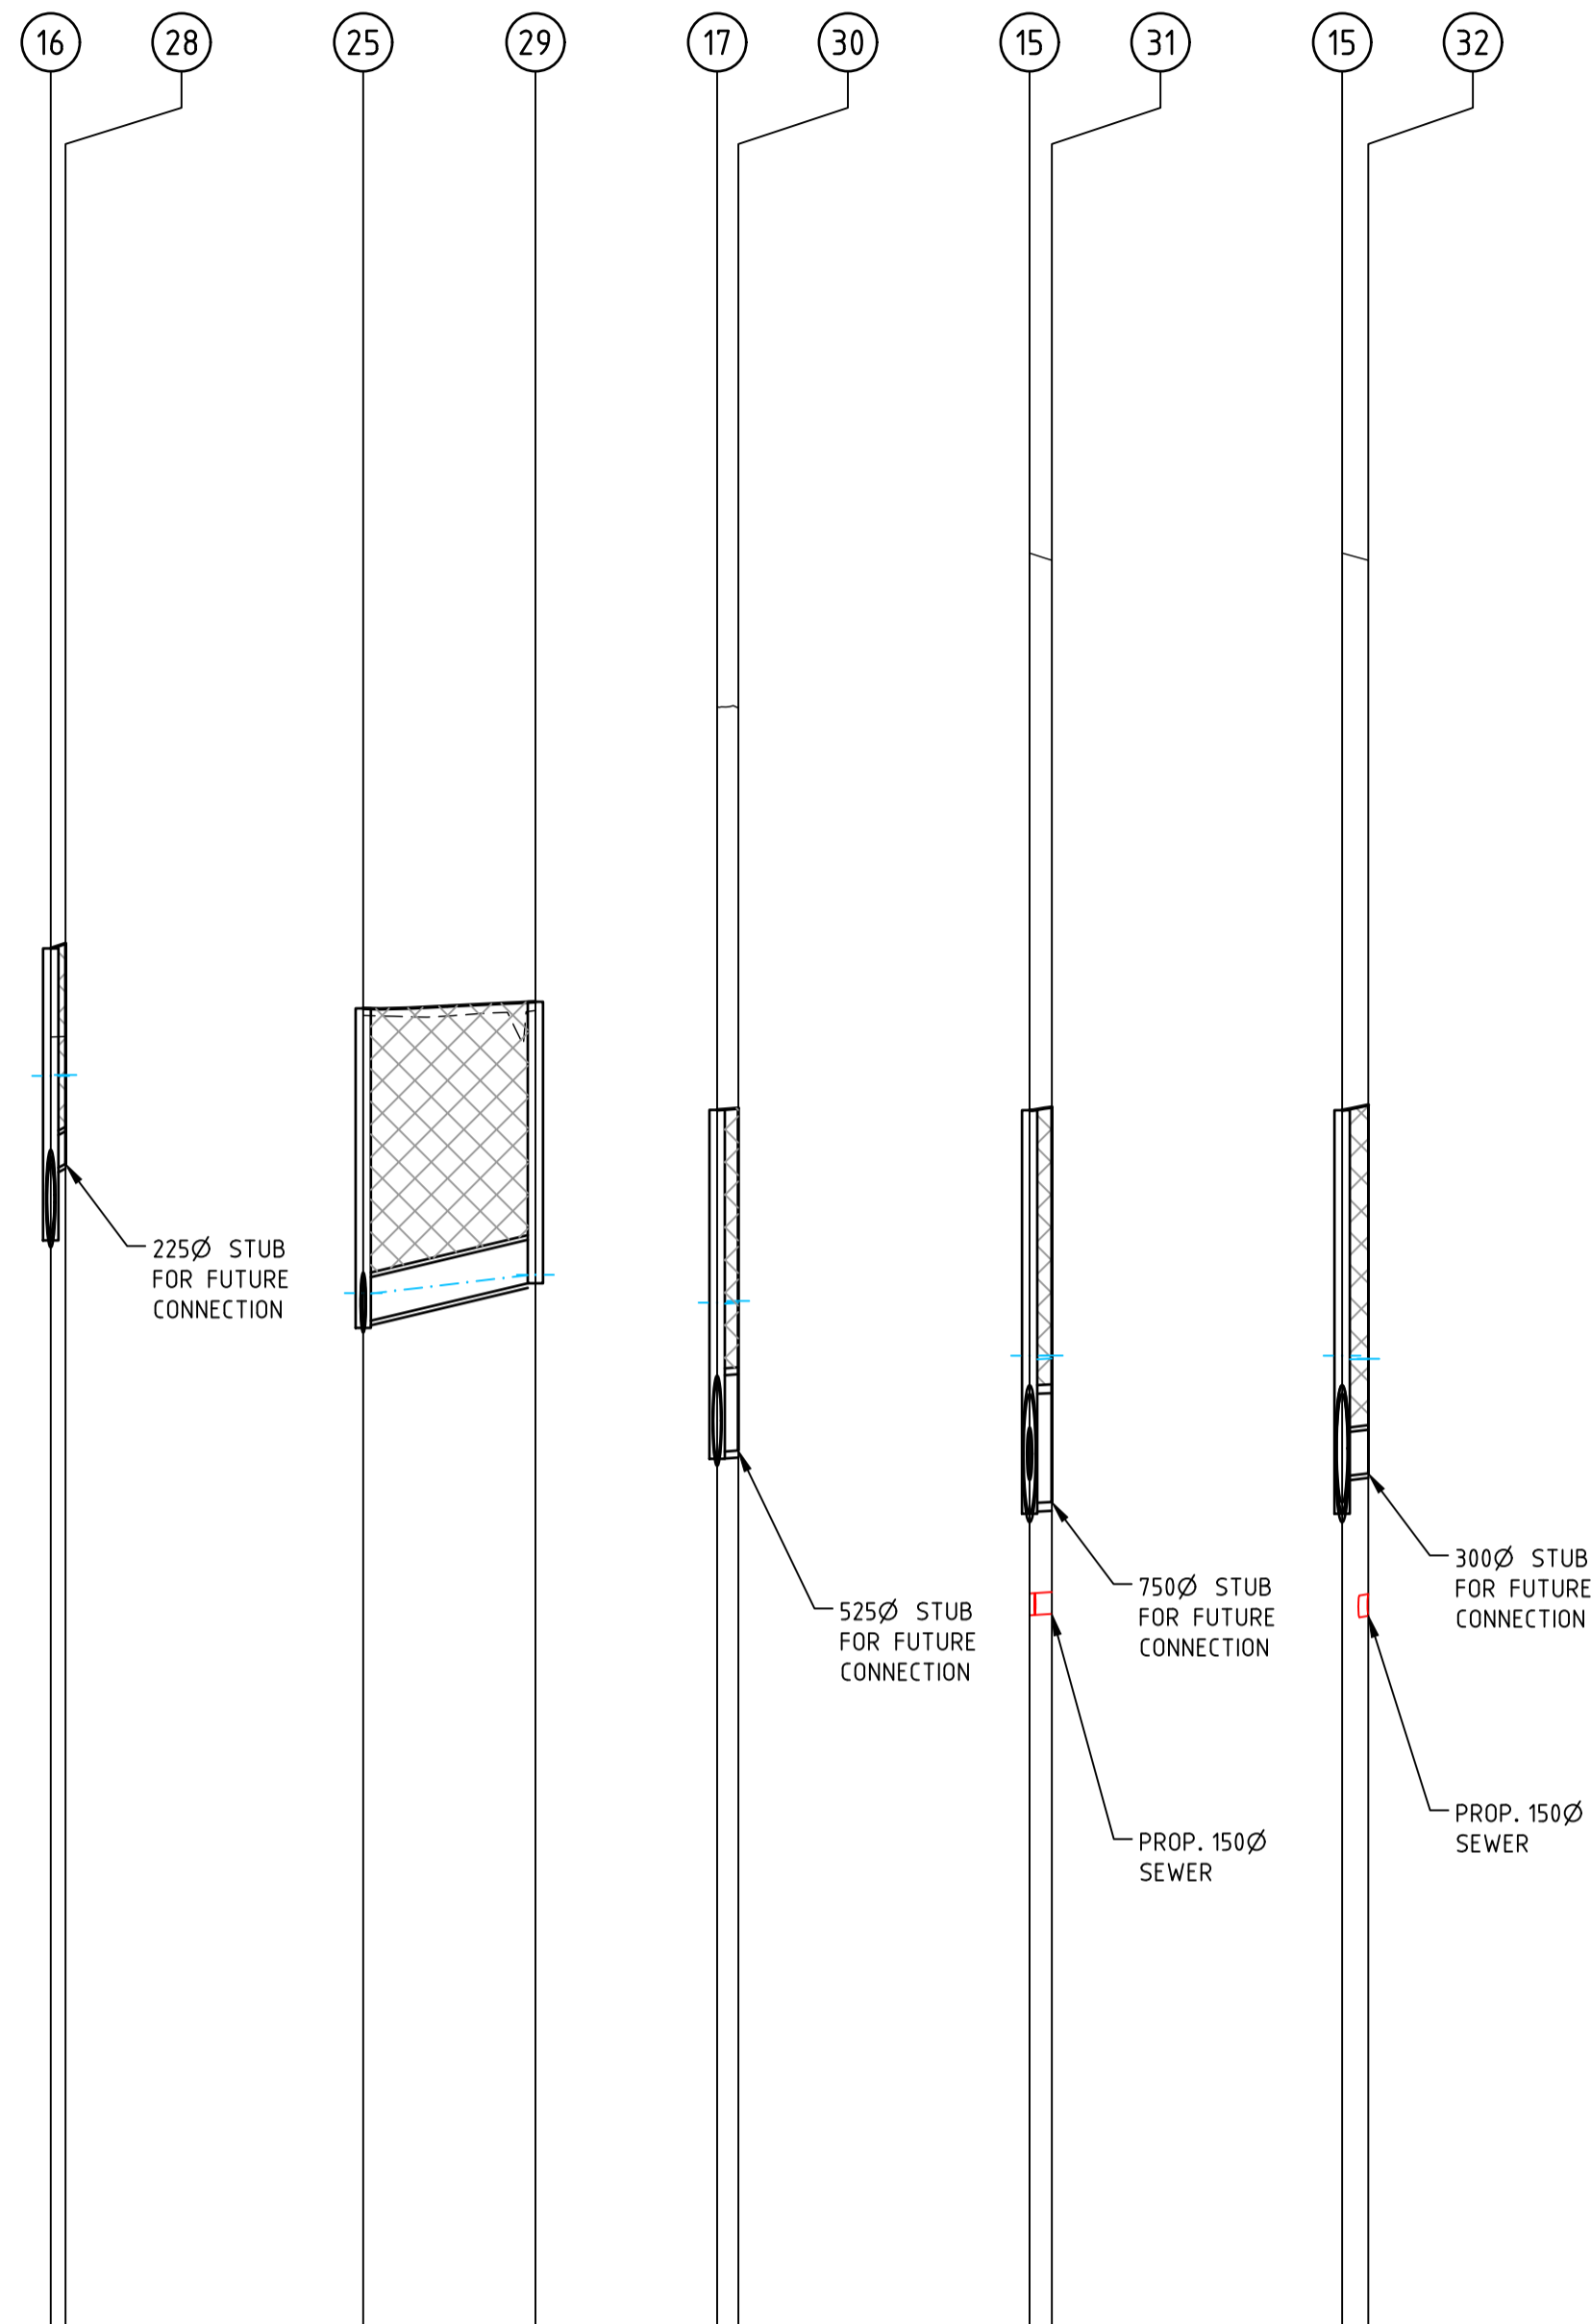 16 28 25 29 17 30 15 31 15 32
225Ø STUB
FOR FUTURE
CONNECTION
525Ø STUB
FOR FUTURE
CONNECTION
750Ø STUB
FOR FUTURE
CONNECTION
PROP. 150Ø
SEWER
300Ø STUB
FOR FUTURE
CONNECTION
PROP. 150Ø
SEWER